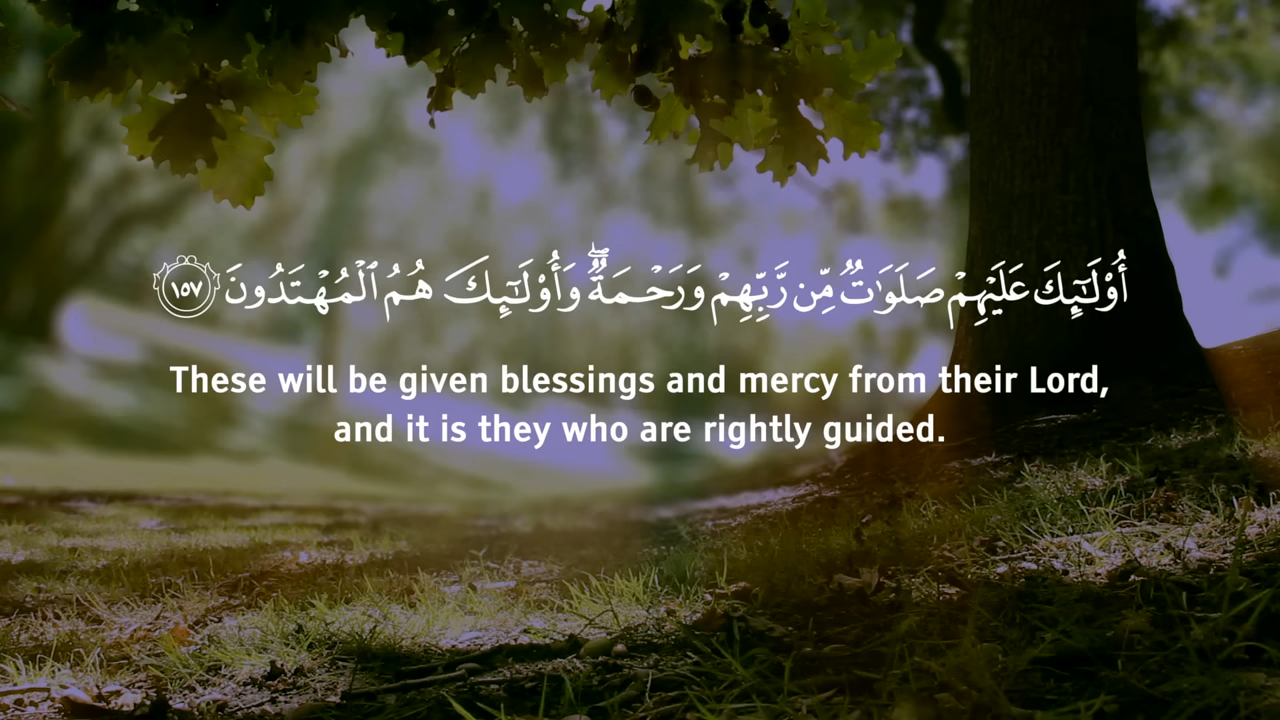 أُو۟لَـٰٓئِكَ عَلَيْهِمْ صَلَوَٰتٌ مِّن رَّبِّهِمْ وَرَحْمَةٌ ۖ وَأُو۟لَـٰٓئِكَ هُمُ ٱلْمُهْتَدُونَ ١٥٧
These will be given blessings and mercy from their Lord,
and it is they who are rightly guided.